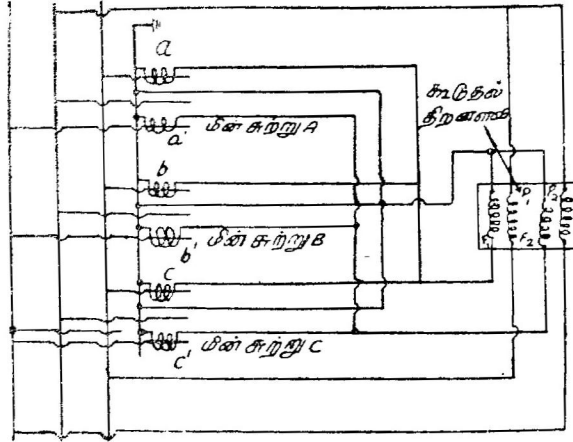 a
கூடுதல்
திறனளவி
a' மின் சுற்று A
b
P₁ P₂
F₁ F₂
b' மின் சுற்று B
c
c' மின் சுற்று C